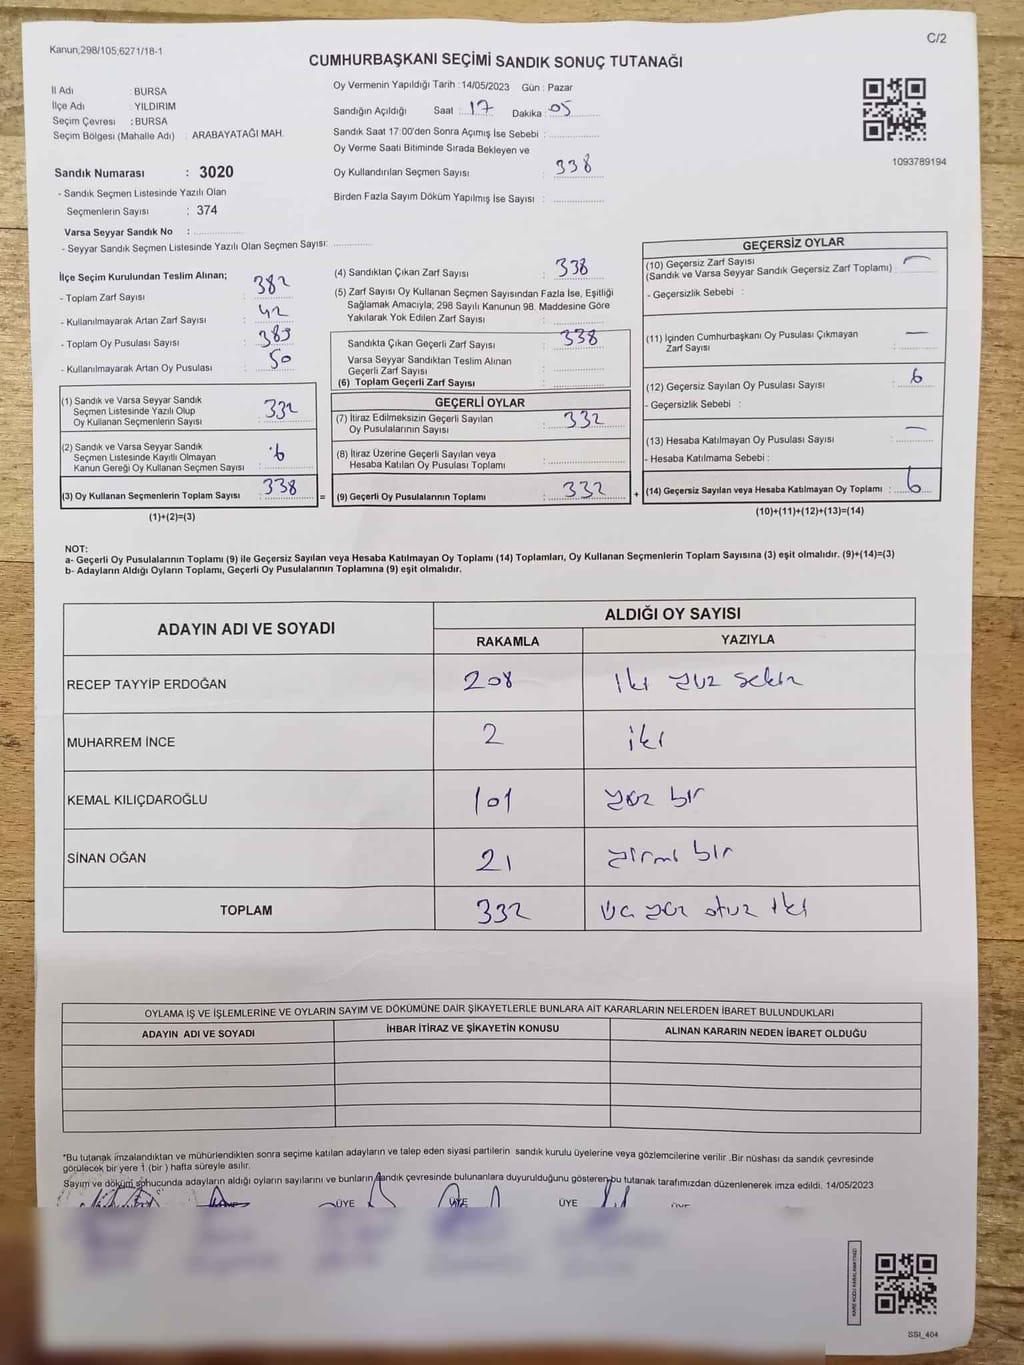 Kanun,298/105,6271/18-1
C/2
CUMHURBAŞKANI SEÇİMİ SANDIK SONUÇ TUTANAĞI
İl Adı : BURSA
İlçe Adı : YILDIRIM
Seçim Çevresi : BURSA
Seçim Bölgesi (Mahalle Adı) : ARABAYATAĞI MAH.
Sandık Numarası : 3020
- Sandık Seçmen Listesinde Yazılı Olan
Seçmenlerin Sayısı : 374
Varsa Seyyar Sandık No :
- Seyyar Sandık Seçmen Listesinde Yazılı Olan Seçmen Sayısı:
Oy Vermenin Yapıldığı Tarih : 14/05/2023 Gün : Pazar
Sandığın Açıldığı Saat : 17 Dakika : 05
Sandık Saat 17:00'den Sonra Açımış İse Sebebi :
Oy Verme Saati Bitiminde Sırada Bekleyen ve
Oy Kullandırılan Seçmen Sayısı : 338
Birden Fazla Sayım Döküm Yapılmış İse Sayısı :
1093789194
İlçe Seçim Kurulundan Teslim Alınan;
- Toplam Zarf Sayısı : 382
- Kullanılmayarak Artan Zarf Sayısı : 42
- Toplam Oy Pusulası Sayısı : 389
- Kullanılmayarak Artan Oy Pusulası : 50
(1) Sandık ve Varsa Seyyar Sandık
Seçmen Listesinde Yazılı Olup
Oy Kullanan Seçmenlerin Sayısı : 332
(2) Sandık ve Varsa Seyyar Sandık
Seçmen Listesinde Kayıtlı Olmayan
Kanun Gereği Oy Kullanan Seçmen Sayısı : 6
(3) Oy Kullanan Seçmenlerin Toplam Sayısı : 338 =
(1)+(2)=(3)
(4) Sandıktan Çıkan Zarf Sayısı : 338
(5) Zarf Sayısı Oy Kullanan Seçmen Sayısından Fazla İse, Eşitliği
Sağlamak Amacıyla; 298 Sayılı Kanunun 98. Maddesine Göre
Yakılarak Yok Edilen Zarf Sayısı :
Sandıkta Çıkan Geçerli Zarf Sayısı : 338
Varsa Seyyar Sandıktan Teslim Alınan
Geçerli Zarf Sayısı :
(6) Toplam Geçerli Zarf Sayısı :
GEÇERLİ OYLAR
(7) İtiraz Edilmeksizin Geçerli Sayılan
Oy Pusulalarının Sayısı : 332
(8) İtiraz Üzerine Geçerli Sayılan veya
Hesaba Katılan Oy Pusulası Toplamı :
(9) Geçerli Oy Pusulalarının Toplamı : 332 +
GEÇERSİZ OYLAR
(10) Geçersiz Zarf Sayısı
(Sandık ve Varsa Seyyar Sandık Geçersiz Zarf Toplamı) : —
- Geçersizlik Sebebi :
(11) İçinden Cumhurbaşkanı Oy Pusulası Çıkmayan
Zarf Sayısı : —
(12) Geçersiz Sayılan Oy Pusulası Sayısı : 6
- Geçersizlik Sebebi :
(13) Hesaba Katılmayan Oy Pusulası Sayısı : —
- Hesaba Katılmama Sebebi :
(14) Geçersiz Sayılan veya Hesaba Katılmayan Oy Toplamı : 6
(10)+(11)+(12)+(13)=(14)
NOT:
a- Geçerli Oy Pusulalarının Toplamı (9) ile Geçersiz Sayılan veya Hesaba Katılmayan Oy Toplamı (14) Toplamları, Oy Kullanan Seçmenlerin Toplam Sayısına (3) eşit olmalıdır. (9)+(14)=(3)
b- Adayların Aldığı Oyların Toplamı, Geçerli Oy Pusulalarının Toplamına (9) eşit olmalıdır.
ADAYIN ADI VE SOYADI
ALDIĞI OY SAYISI
RAKAMLA YAZIYLA
RECEP TAYYİP ERDOĞAN 208 iki yüz sekiz
MUHARREM İNCE 2 iki
KEMAL KILIÇDAROĞLU 101 yüz bir
SİNAN OĞAN 21 yirmi bir
TOPLAM 332 üç yüz otuz iki
OYLAMA İŞ VE İŞLEMLERİNE VE OYLARIN SAYIM VE DÖKÜMÜNE DAİR ŞİKAYETLERLE BUNLARA AİT KARARLARIN NELERDEN İBARET BULUNDUKLARI
ADAYIN ADI VE SOYADI İHBAR İTİRAZ VE ŞİKAYETİN KONUSU ALINAN KARARIN NEDEN İBARET OLDUĞU
*Bu tutanak imzalandıktan ve mühürlendikten sonra seçime katılan adayların ve talep eden siyasi partilerin sandık kurulu üyelerine veya gözlemcilerine verilir .Bir nüshası da sandık çevresinde
görülecek bir yere 1 (bir ) hafta süreyle asılır.
Sayım ve döküm sonucunda adayların aldığı oyların sayılarını ve bunların sandık çevresinde bulunanlara duyurulduğunu gösteren bu tutanak tarafımızdan düzenlenerek imza edildi. 14/05/2023
ÜYE ÜYE ÜYE
SSI_404